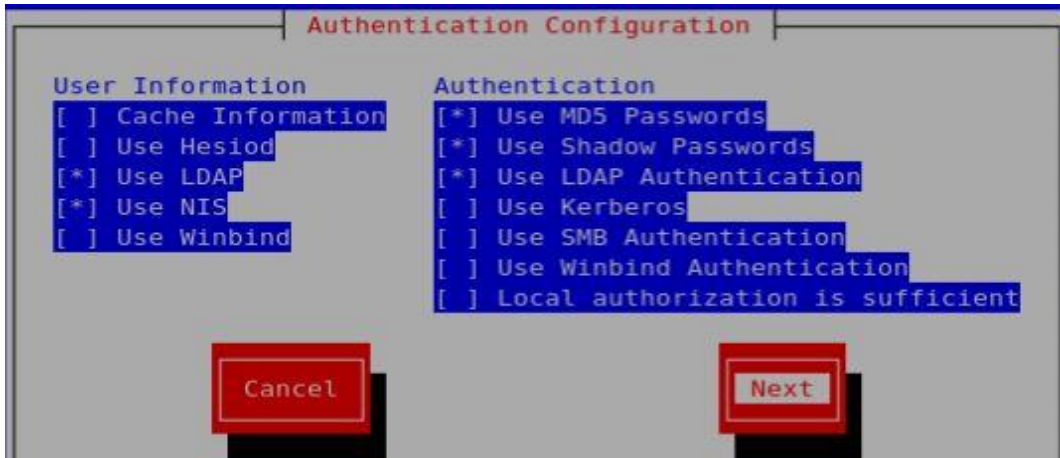 Authentication Configuration
User Information
[ ] Cache Information
[ ] Use Hesiod
[*] Use LDAP
[*] Use NIS
[ ] Use Winbind
Authentication
[*] Use MD5 Passwords
[*] Use Shadow Passwords
[*] Use LDAP Authentication
[ ] Use Kerberos
[ ] Use SMB Authentication
[ ] Use Winbind Authentication
[ ] Local authorization is sufficient
Cancel
Next